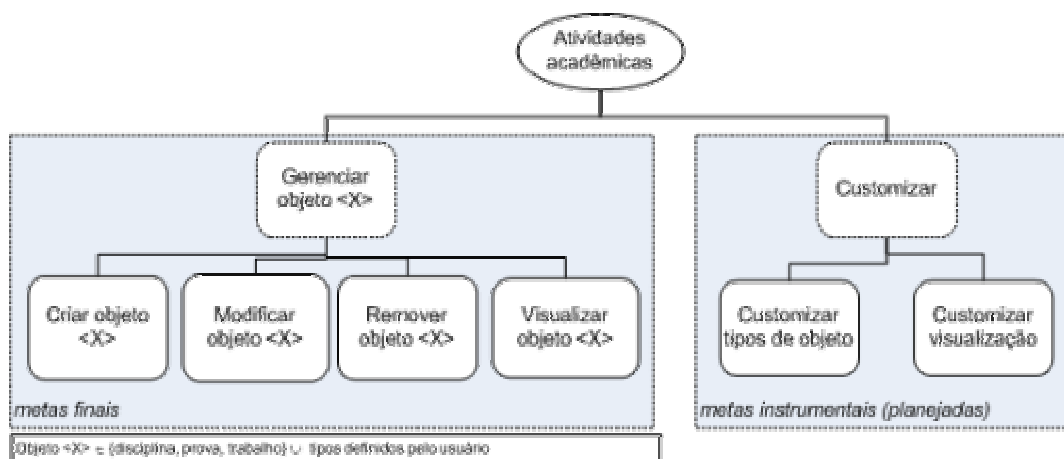 Atividades
acadêmicas
Gerenciar
objeto <X>
Customizar
Criar objeto
<X>
Modificar
objeto <X>
Remover
objeto <X>
Visualizar
objeto <X>
Customizar
tipos de objeto
Customizar
visualização
metas finais
metas instrumentais (planejadas)
Objeto <X> ∈ {disciplina, prova, trabalho} ∪ tipos definidos pelo usuário